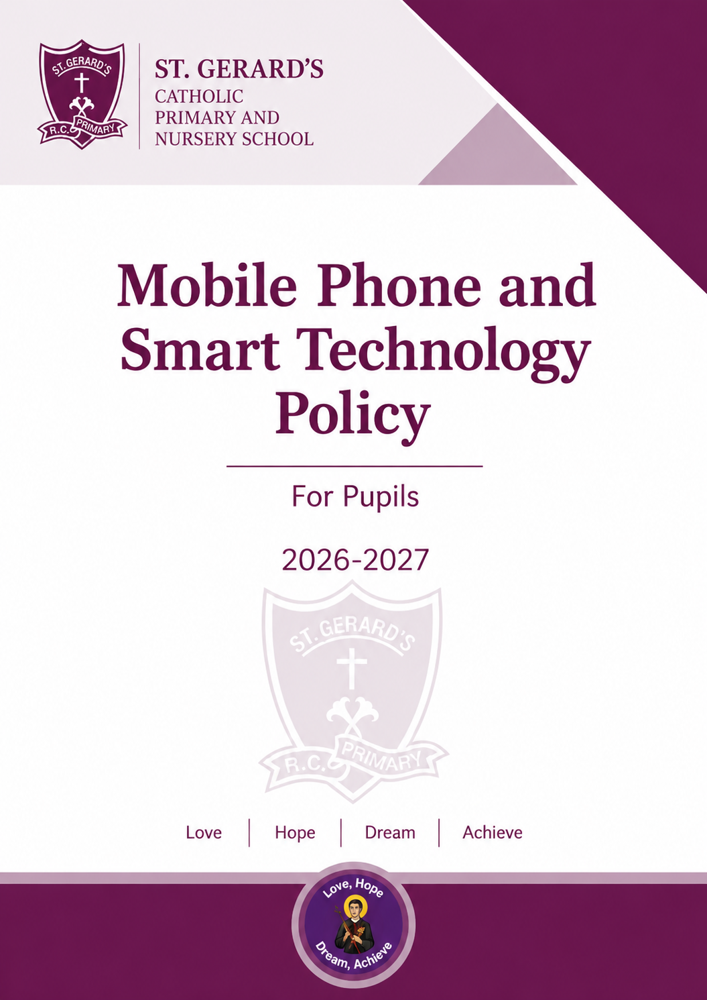 ST. GERARD'S
R.C. PRIMARY
ST. GERARD'S
CATHOLIC
PRIMARY AND
NURSERY SCHOOL
Mobile Phone and
Smart Technology
Policy
For Pupils
2026-2027
ST. GERARD'S
R.C. PRIMARY
Love | Hope | Dream | Achieve
Love, Hope
Dream, Achieve